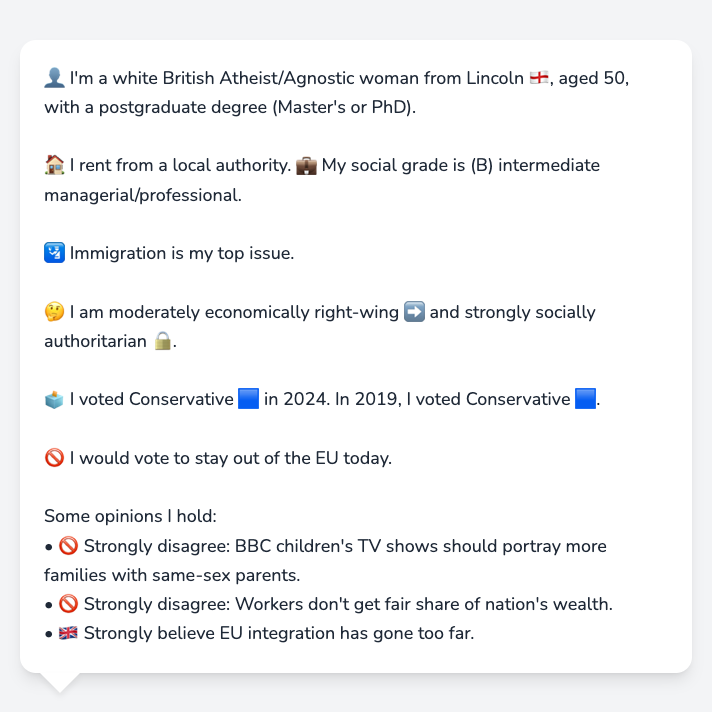 👤 I'm a white British Atheist/Agnostic woman from Lincoln 🏴󠁧󠁢󠁥󠁮󠁧󠁿, aged 50,
with a postgraduate degree (Master's or PhD).
🏠 I rent from a local authority. 💼 My social grade is (B) intermediate
managerial/professional.
🛂 Immigration is my top issue.
🤔 I am moderately economically right-wing ➡️ and strongly socially
authoritarian 🔒.
🗳️ I voted Conservative 🟦 in 2024. In 2019, I voted Conservative 🟦.
🚫 I would vote to stay out of the EU today.
Some opinions I hold:
• 🚫 Strongly disagree: BBC children's TV shows should portray more
families with same-sex parents.
• 🚫 Strongly disagree: Workers don't get fair share of nation's wealth.
• 🇬🇧 Strongly believe EU integration has gone too far.